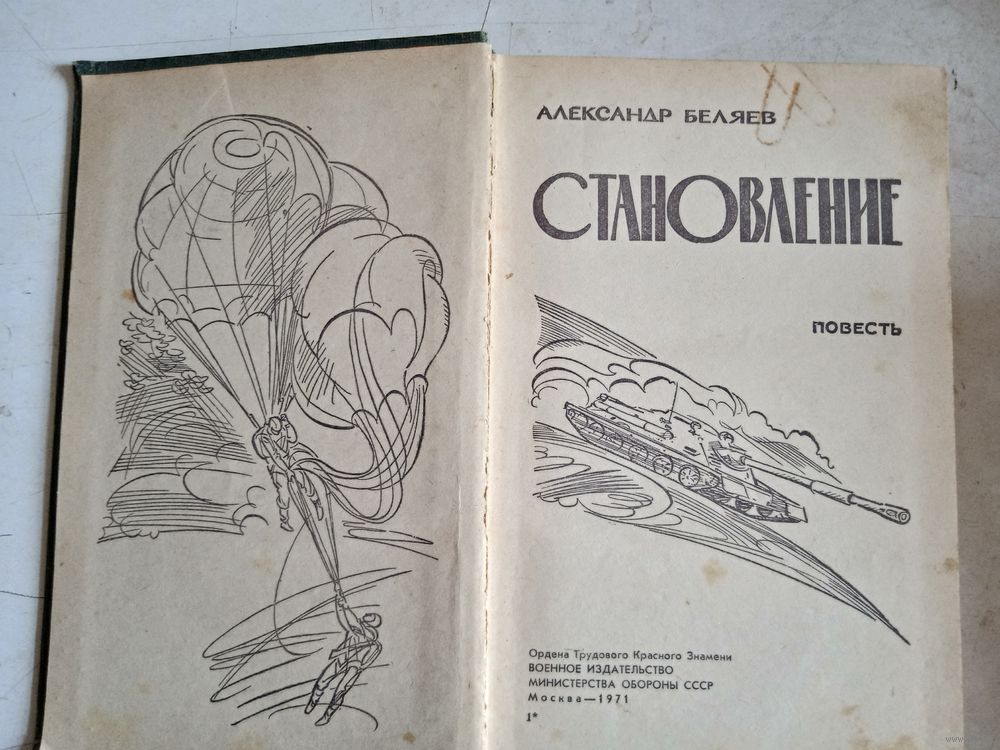 АЛЕКСАНДР БЕЛЯЕВ
СТАНОВЛЕНИЕ
ПОВЕСТЬ
Ордена Трудового Красного Знамени
ВОЕННОЕ ИЗДАТЕЛЬСТВО
МИНИСТЕРСТВА ОБОРОНЫ СССР
Москва—1971
1*